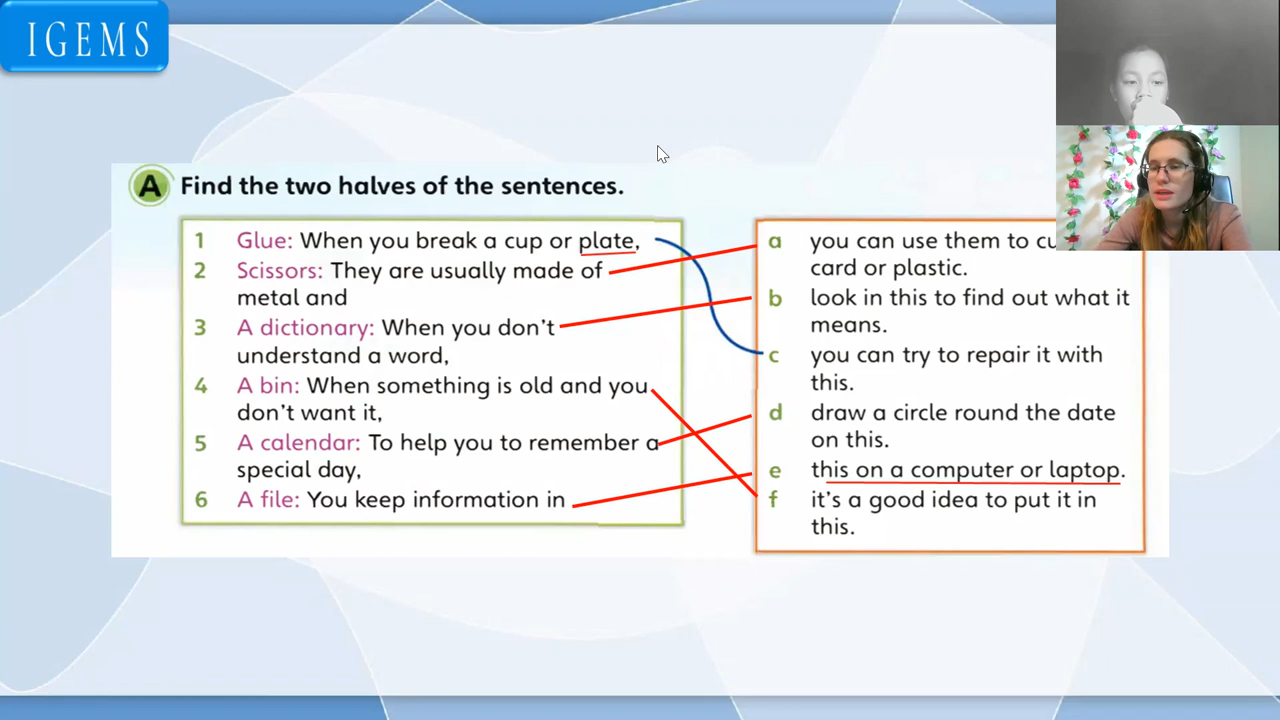 IGEMS
A Find the two halves of the sentences.
1 Glue: When you break a cup or plate,
2 Scissors: They are usually made of
metal and
3 A dictionary: When you don't
understand a word,
4 A bin: When something is old and you
don't want it,
5 A calendar: To help you to remember a
special day,
6 A file: You keep information in
a you can use them to
card or plastic.
b look in this to find out what it
means.
c you can try to repair it with
this.
d draw a circle round the date
on this.
e this on a computer or laptop.
f it's a good idea to put it in
this.